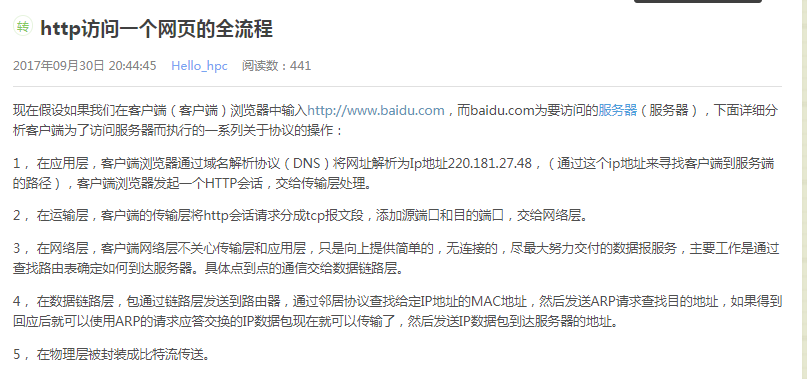 转 http访问一个网页的全流程
2017年09月30日 20:44:45 Hello_hpc 阅读数：441
现在假设如果我们在客户端（客户端）浏览器中输入http://www.baidu.com，而baidu.com为要访问的服务器（服务器），下面详细分
析客户端为了访问服务器而执行的一系列关于协议的操作：
1， 在应用层，客户端浏览器通过域名解析协议（DNS）将网址解析为Ip地址220.181.27.48，（通过这个ip地址来寻找客户端到服务端
的路径），客户端浏览器发起一个HTTP会话，交给传输层处理。
2， 在运输层，客户端的传输层将http会话请求分成tcp报文段，添加源端口和目的端口，交给网络层。
3， 在网络层，客户端网络层不关心传输层和应用层，只是向上提供简单的，无连接的，尽最大努力交付的数据报服务，主要工作是通过
查找路由表确定如何到达服务器。具体点到点的通信交给数据链路层。
4， 在数据链路层，包通过链路层发送到路由器，通过邻居协议查找给定IP地址的MAC地址，然后发送ARP请求查找目的地址，如果得到
回应后就可以使用ARP的请求应答交换的IP数据包现在就可以传输了，然后发送IP数据包到达服务器的地址。
5， 在物理层被封装成比特流传送。